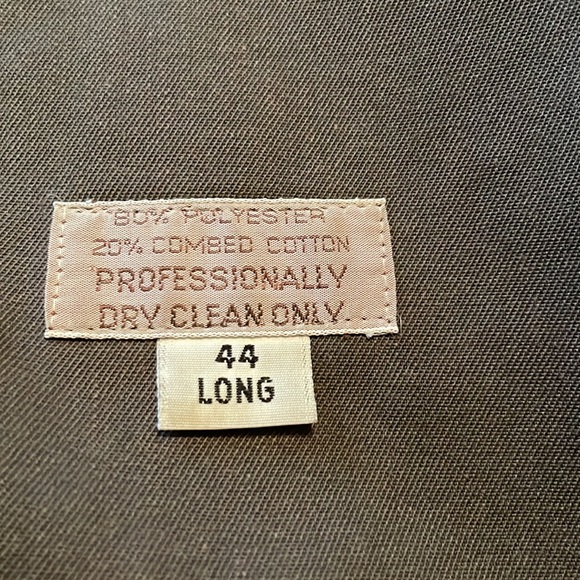 80% POLYESTER
20% COMBED COTTON
PROFESSIONALLY
DRY CLEAN ONLY
44
LONG